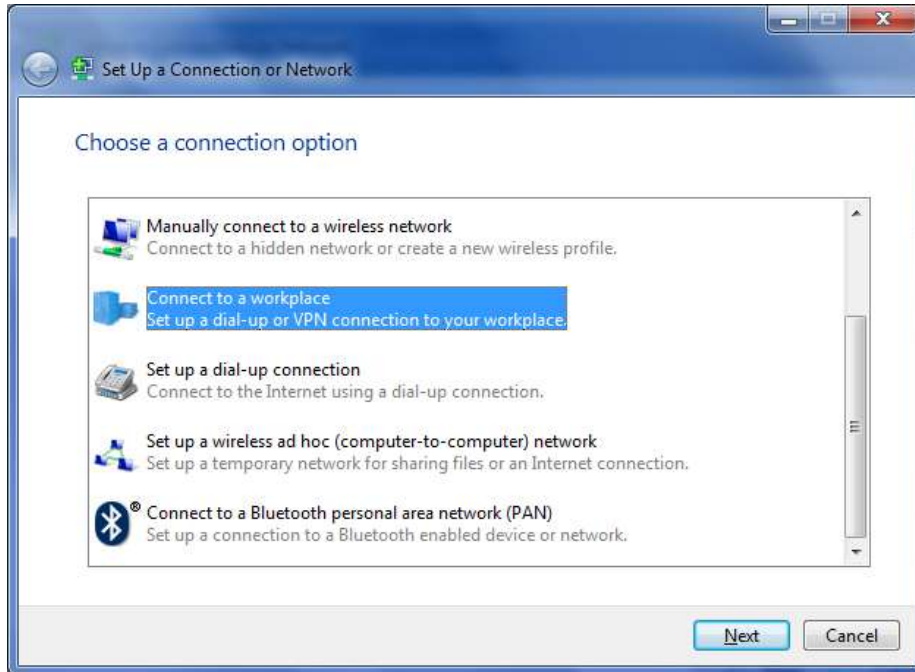 Set Up a Connection or Network
Choose a connection option
Manually connect to a wireless network
Connect to a hidden network or create a new wireless profile.
Connect to a workplace
Set up a dial-up or VPN connection to your workplace.
Set up a dial-up connection
Connect to the Internet using a dial-up connection.
Set up a wireless ad hoc (computer-to-computer) network
Set up a temporary network for sharing files or an Internet connection.
® Connect to a Bluetooth personal area network (PAN)
Set up a connection to a Bluetooth enabled device or network.
Next Cancel